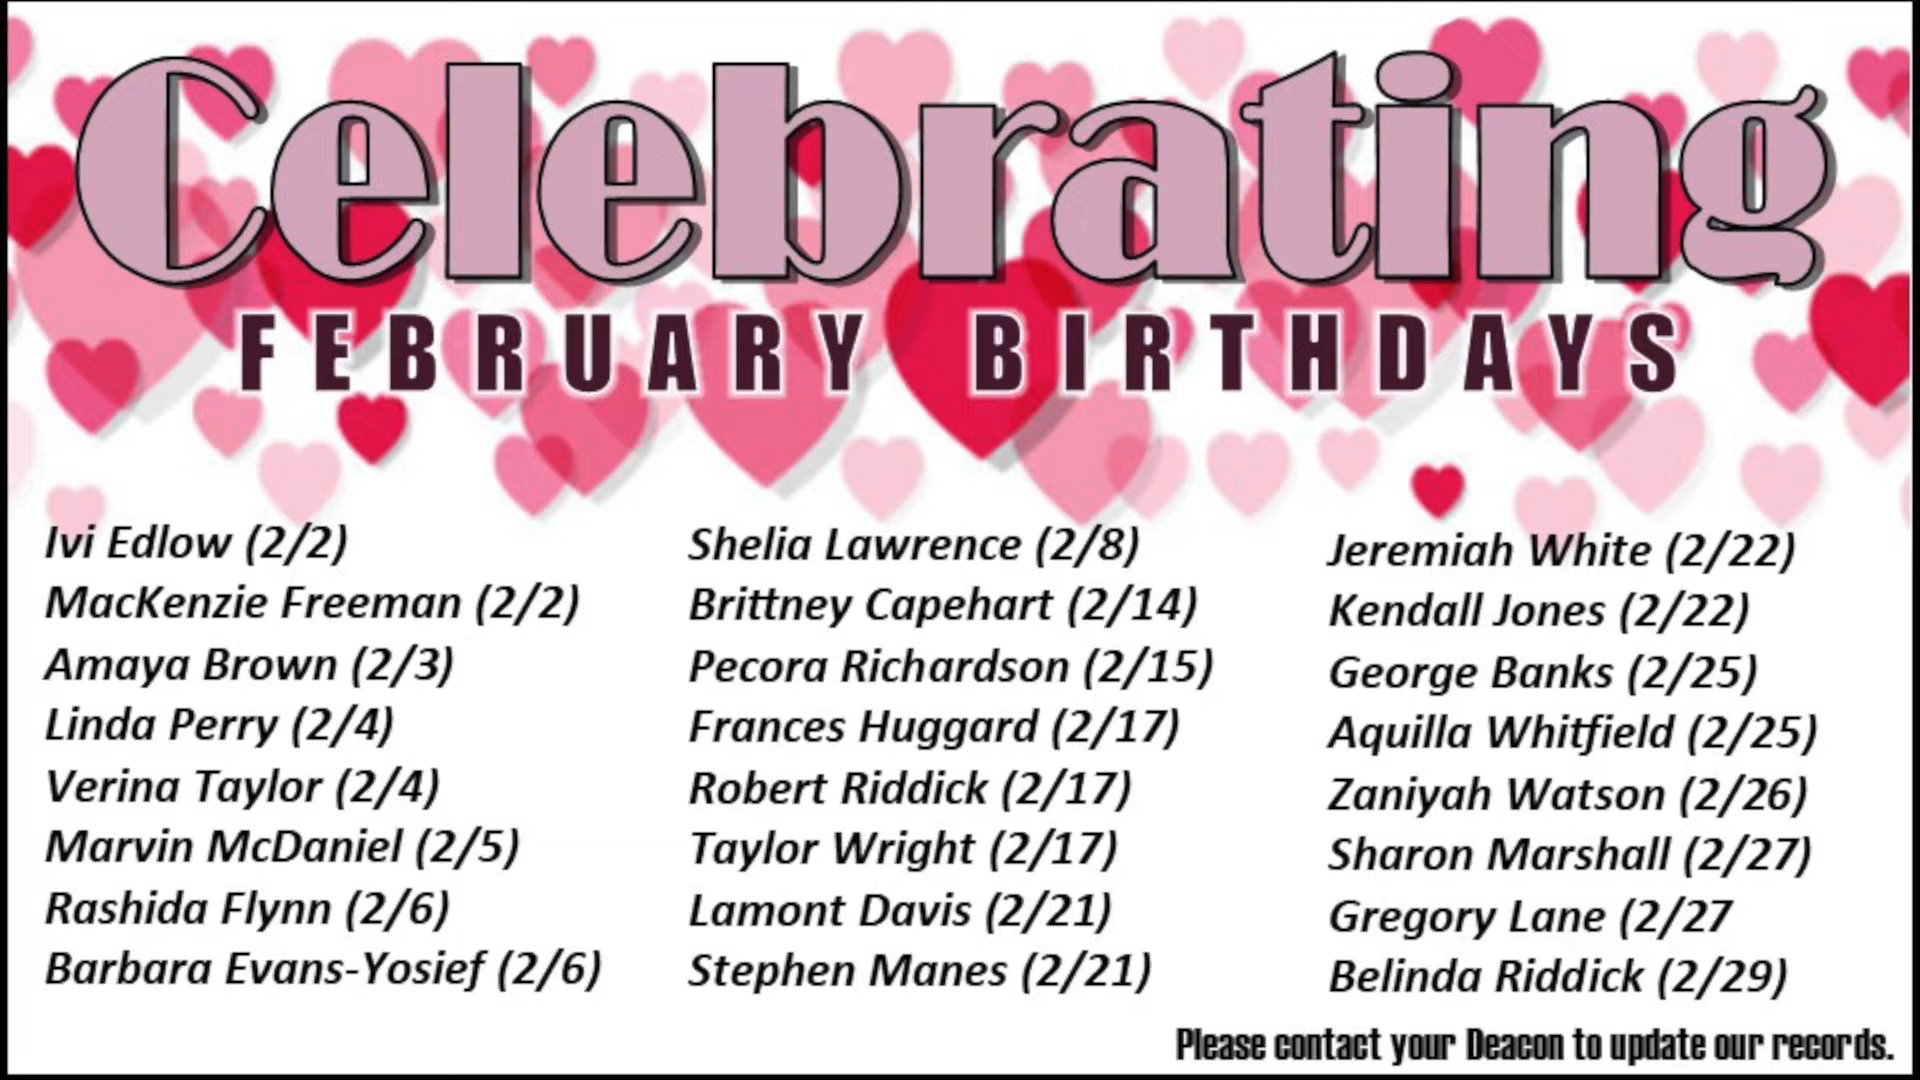 Celebrating
FEBRUARY BIRTHDAYS
Ivi Edlow (2/2)
MacKenzie Freeman (2/2)
Amaya Brown (2/3)
Linda Perry (2/4)
Verina Taylor (2/4)
Marvin McDaniel (2/5)
Rashida Flynn (2/6)
Barbara Evans-Yosief (2/6)
Shelia Lawrence (2/8)
Brittney Capehart (2/14)
Pecora Richardson (2/15)
Frances Huggard (2/17)
Robert Riddick (2/17)
Taylor Wright (2/17)
Lamont Davis (2/21)
Stephen Manes (2/21)
Jeremiah White (2/22)
Kendall Jones (2/22)
George Banks (2/25)
Aquilla Whitfield (2/25)
Zaniyah Watson (2/26)
Sharon Marshall (2/27)
Gregory Lane (2/27
Belinda Riddick (2/29)
Please contact your Deacon to update our records.